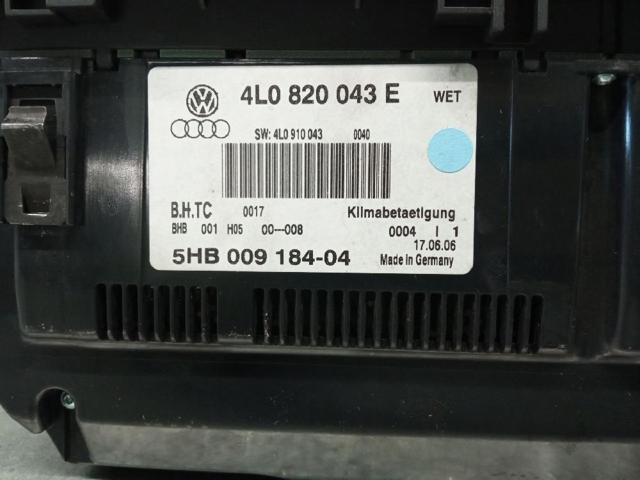 4L0 820 043 E WET
SW: 4L0 910 043 0040
B.H.TC 0017 Klimabetaetigung
BHB 001 H05 00---008 0004 I 1
17.06.06
5HB 009 184-04 Made in Germany